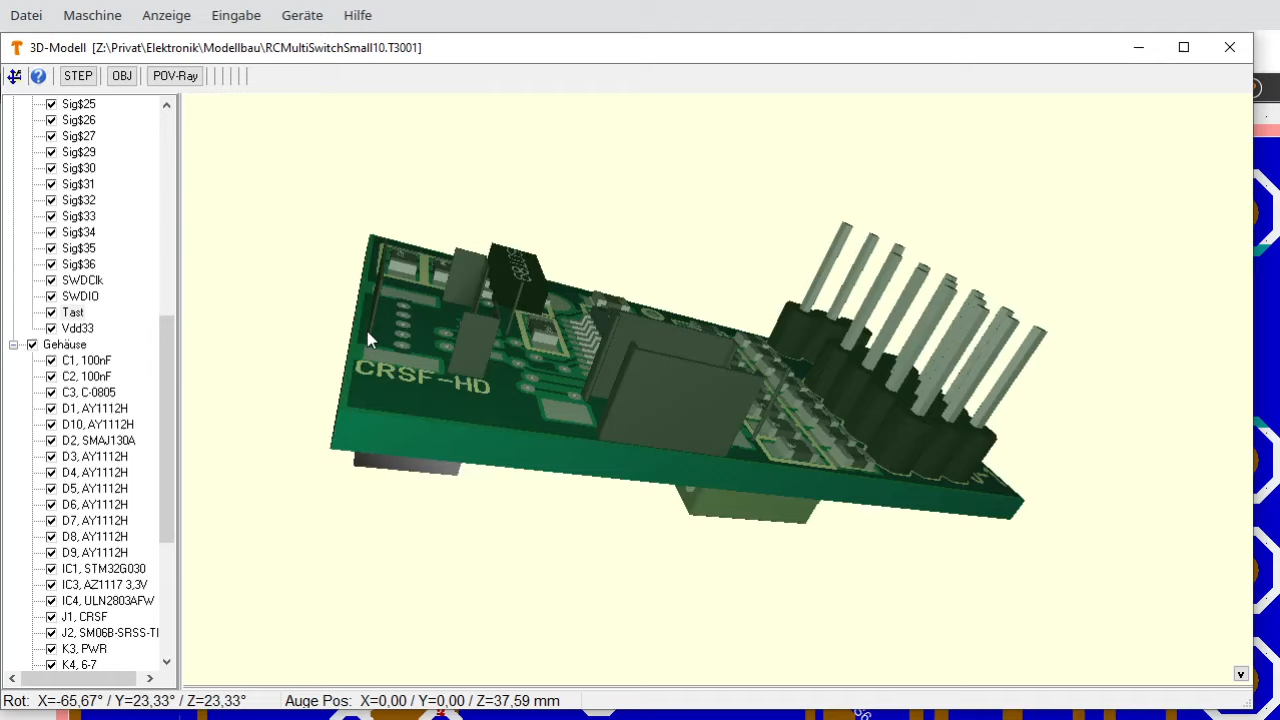 Datei Maschine Anzeige Eingabe Geräte Hilfe
3D-Modell [Z:\Privat\Elektronik\Modellbau\RCMultiSwitchSmall10.T3001]
STEP OBJ POV-Ray
Sig$25
Sig$26
Sig$27
Sig$29
Sig$30
Sig$31
Sig$32
Sig$33
Sig$34
Sig$35
Sig$36
SWDClk
SWDIO
Tast
Vdd33
Gehäuse
C1, 100nF
C2, 100nF
C3, C-0805
D1, AY1112H
D10, AY1112H
D2, SMAJ130A
D3, AY1112H
D4, AY1112H
D5, AY1112H
D6, AY1112H
D7, AY1112H
D8, AY1112H
D9, AY1112H
IC1, STM32G030
IC3, AZ1117 3,3V
IC4, ULN2803AFW
J1, CRSF
J2, SM06B-SRSS-TI
K3, PWR
K4, 6-7
CRSF-HD
Rot: X=-65,67° / Y=23,33° / Z=23,33° Auge Pos: X=0,00 / Y=0,00 / Z=37,59 mm